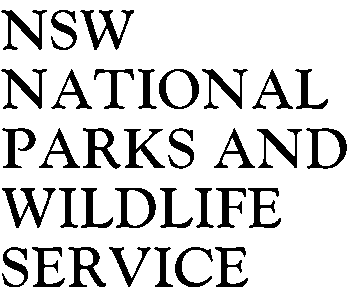 NSW
NATIONAL
PARKS AND
WILDLIFE
SERVICE